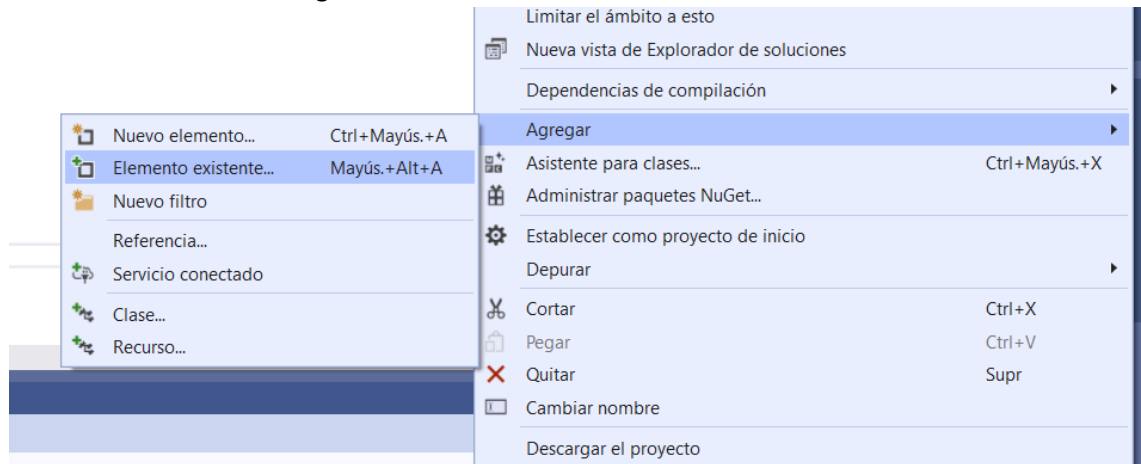 Limitar el ámbito a esto
Nueva vista de Explorador de soluciones
Dependencias de compilación
Agregar
Asistente para clases... Ctrl+Mayús.+X
Administrar paquetes NuGet...
Establecer como proyecto de inicio
Depurar
Cortar Ctrl+X
Pegar Ctrl+V
Quitar Supr
Cambiar nombre
Descargar el proyecto
Nuevo elemento... Ctrl+Mayús.+A
Elemento existente... Mayús.+Alt+A
Nuevo filtro
Referencia...
Servicio conectado
Clase...
Recurso...